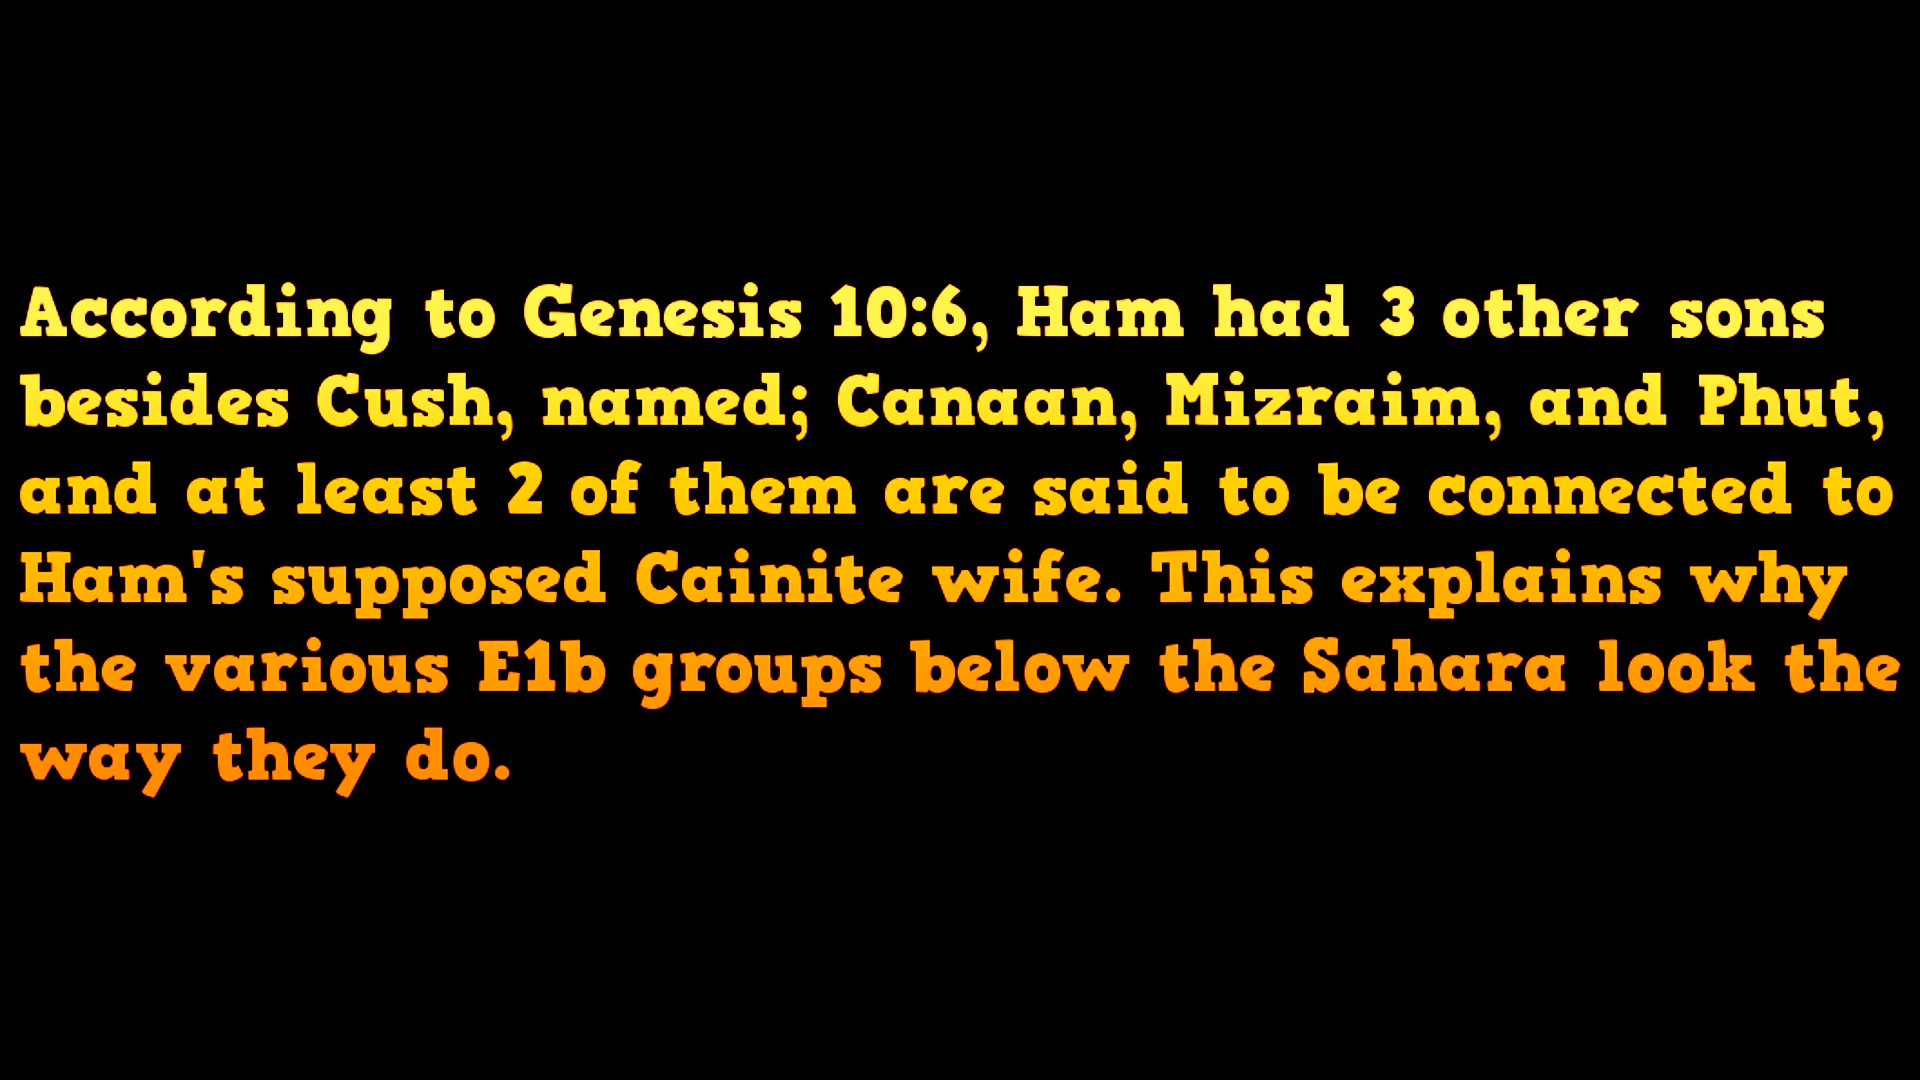 According to Genesis 10:6, Ham had 3 other sons
besides Cush, named; Canaan, Mizraim, and Phut,
and at least 2 of them are said to be connected to
Ham's supposed Cainite wife. This explains why
the various E1b groups below the Sahara look the
way they do.